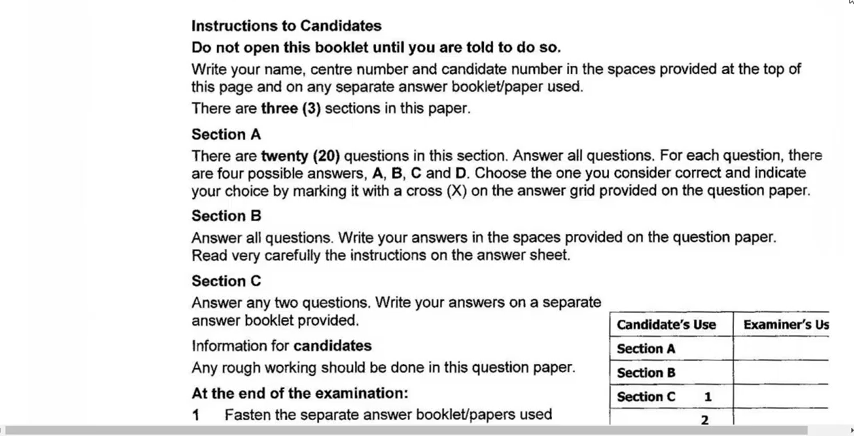 Instructions to Candidates
Do not open this booklet until you are told to do so.
Write your name, centre number and candidate number in the spaces provided at the top of
this page and on any separate answer booklet/paper used.
There are three (3) sections in this paper.
Section A
There are twenty (20) questions in this section. Answer all questions. For each question, there
are four possible answers, A, B, C and D. Choose the one you consider correct and indicate
your choice by marking it with a cross (X) on the answer grid provided on the question paper.
Section B
Answer all questions. Write your answers in the spaces provided on the question paper.
Read very carefully the instructions on the answer sheet.
Section C
Answer any two questions. Write your answers on a separate
answer booklet provided.
Information for candidates
Any rough working should be done in this question paper.
At the end of the examination:
1 Fasten the separate answer booklet/papers used
Candidate's Use Examiner's Us
Section A
Section B
Section C 1
2